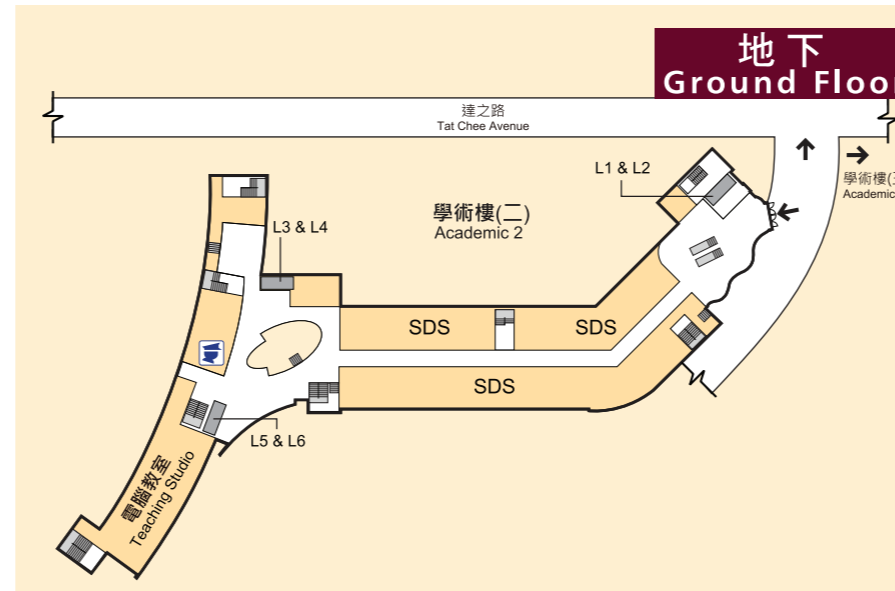 地下
Ground Floor
達之路
Tat Chee Avenue
L1 & L2
學術樓(
Academic
學術樓(二)
Academic 2
L3 & L4
SDS
SDS
SDS
L5 & L6
電腦教室
Teaching Studio